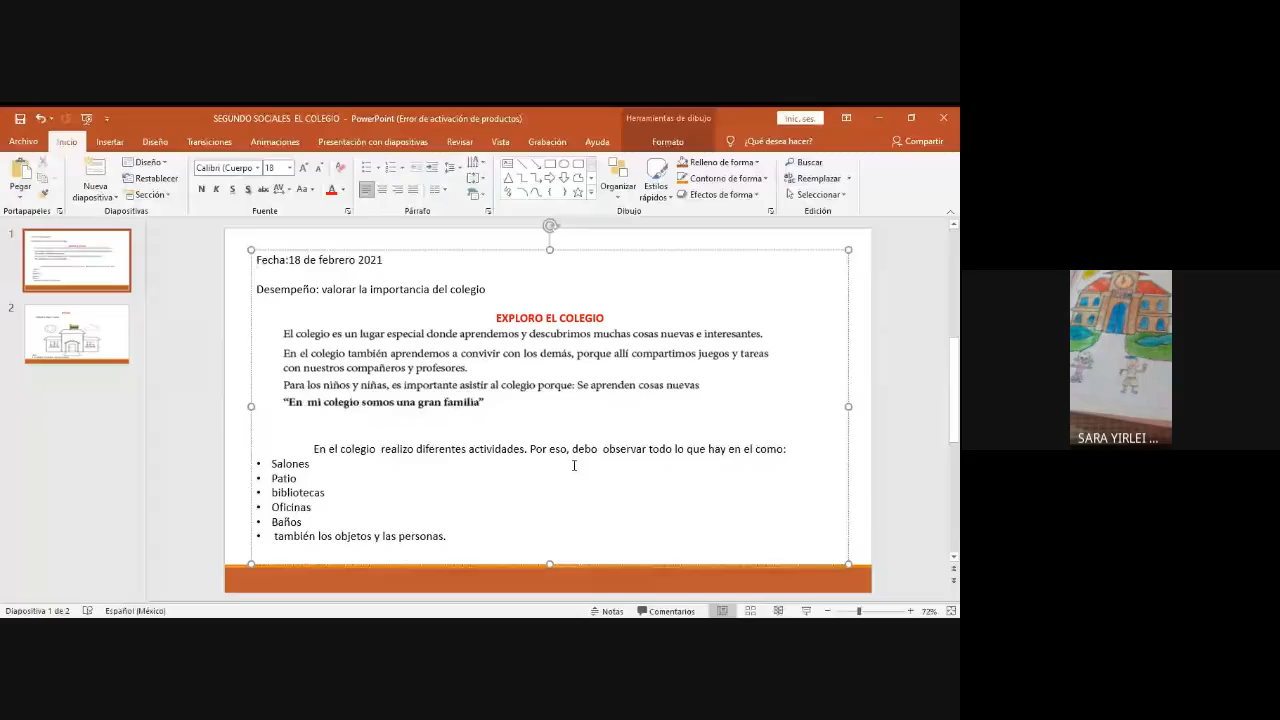 SEGUNDO SOCIALES EL COLEGIO - PowerPoint (Error de activación de productos)
Herramientas de dibujo
Inic. ses.
Archivo Inicio Insertar Diseño Transiciones Animaciones Presentación con diapositivas Revisar Vista Grabación Ayuda Formato ¿Qué desea hacer? Compartir
Pegar
Nueva diapositiva
Diseño
Restablecer
Sección
Calibri (Cuerpo 18
N K S S abc AV Aa A
Organizar
Estilos rápidos
Relleno de forma
Contorno de forma
Efectos de forma
Buscar
Reemplazar
Seleccionar
Portapapeles Diapositivas Fuente Párrafo Dibujo Edición
1
2
Fecha:18 de febrero 2021
Desempeño: valorar la importancia del colegio
EXPLORO EL COLEGIO
El colegio es un lugar especial donde aprendemos y descubrimos muchas cosas nuevas e interesantes.
En el colegio también aprendemos a convivir con los demás, porque allí compartimos juegos y tareas
con nuestros compañeros y profesores.
Para los niños y niñas, es importante asistir al colegio porque: Se aprenden cosas nuevas
“En mi colegio somos una gran familia”
En el colegio realizo diferentes actividades. Por eso, debo observar todo lo que hay en el como:
• Salones
• Patio
• bibliotecas
• Oficinas
• Baños
• también los objetos y las personas.
SARA YIRLEI ...
Diapositiva 1 de 2 Español (México) Notas Comentarios 72%